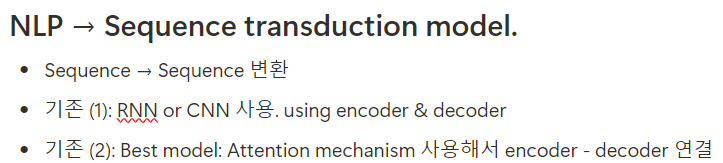 NLP → Sequence transduction model.
• Sequence → Sequence 변환
• 기존 (1): RNN or CNN 사용. using encoder & decoder
• 기존 (2): Best model: Attention mechanism 사용해서 encoder - decoder 연결